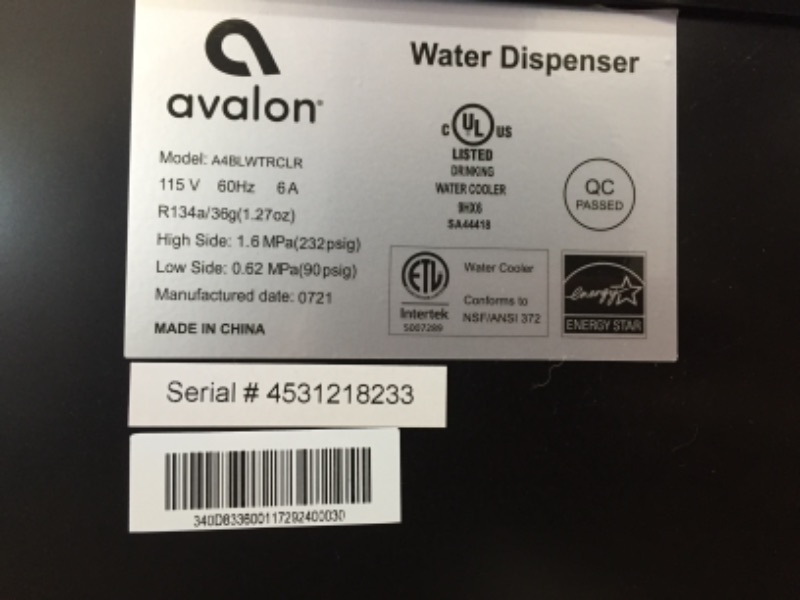 avalon
Water Dispenser
Model: A4BLWTRCLR
115 V 60Hz 6A
R134a/36g(1.27oz)
High Side: 1.6 MPa(232psig)
Low Side: 0.62 MPa(90psig)
Manufactured date: 0721
MADE IN CHINA
C UL US
LISTED
DRINKING
WATER COOLER
9HX6
SA44418
QC
PASSED
ETL
Intertek
5007289
Water Cooler
Conforms to
NSF/ANSI 372
energy
ENERGY STAR
Serial # 4531218233
340D833600117292400030